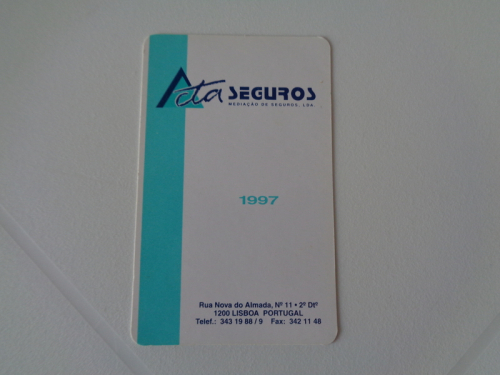 Acta SEGUROS
MEDIAÇÃO DE SEGUROS, LDA.
1997
Rua Nova do Almada, Nº 11 • 2º Dtº
1200 LISBOA PORTUGAL
Telef.: 343 19 88 / 9 Fax: 342 11 48